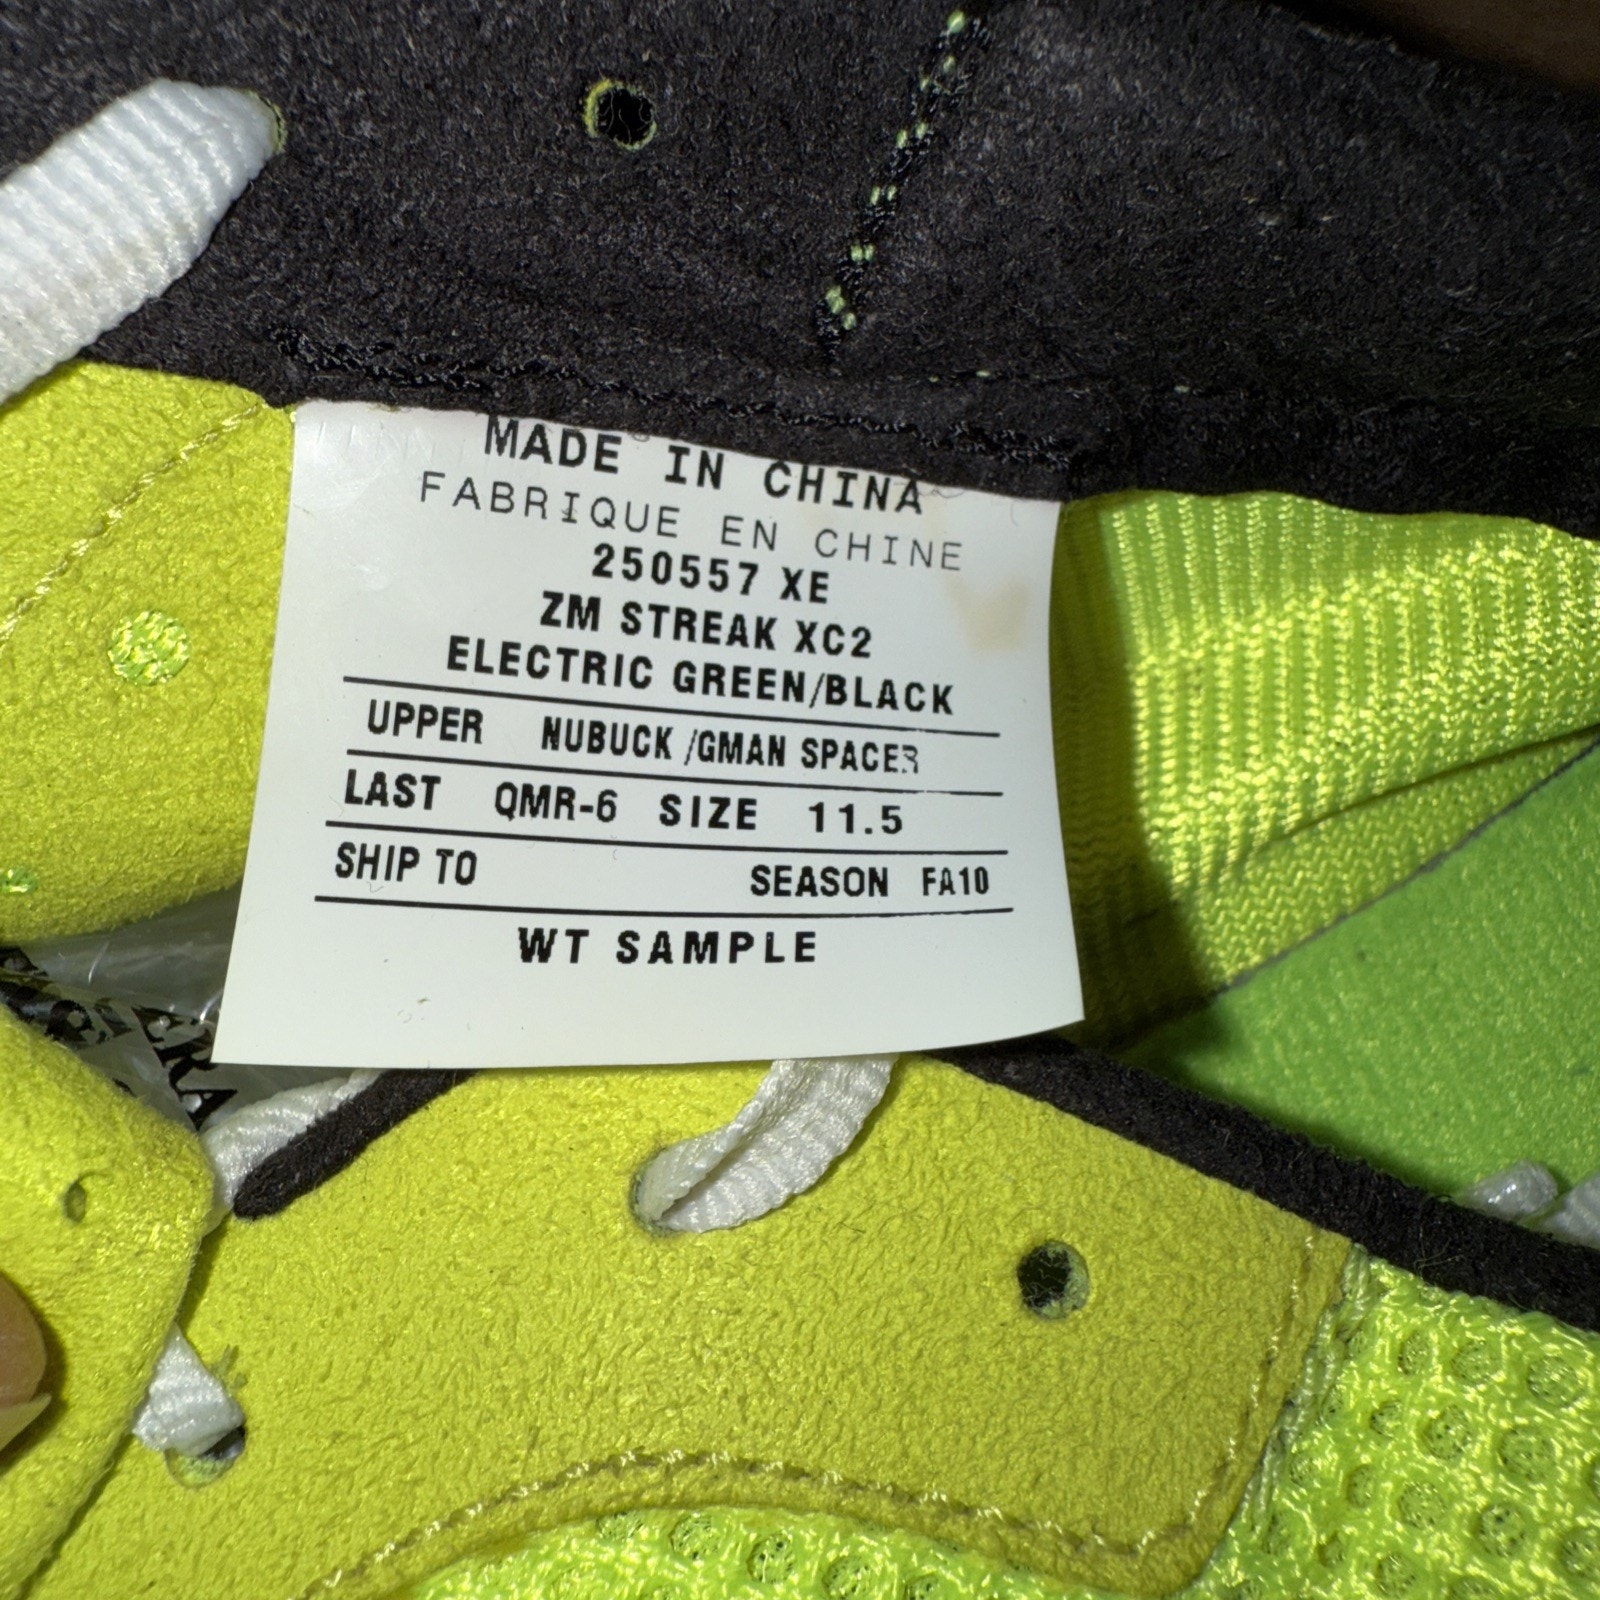 MADE IN CHINA
FABRIQUE EN CHINE
250557 XE
ZM STREAK XC2
ELECTRIC GREEN/BLACK
UPPER NUBUCK /GMAN SPACER
LAST QMR-6 SIZE 11.5
SHIP TO SEASON FA10
WT SAMPLE